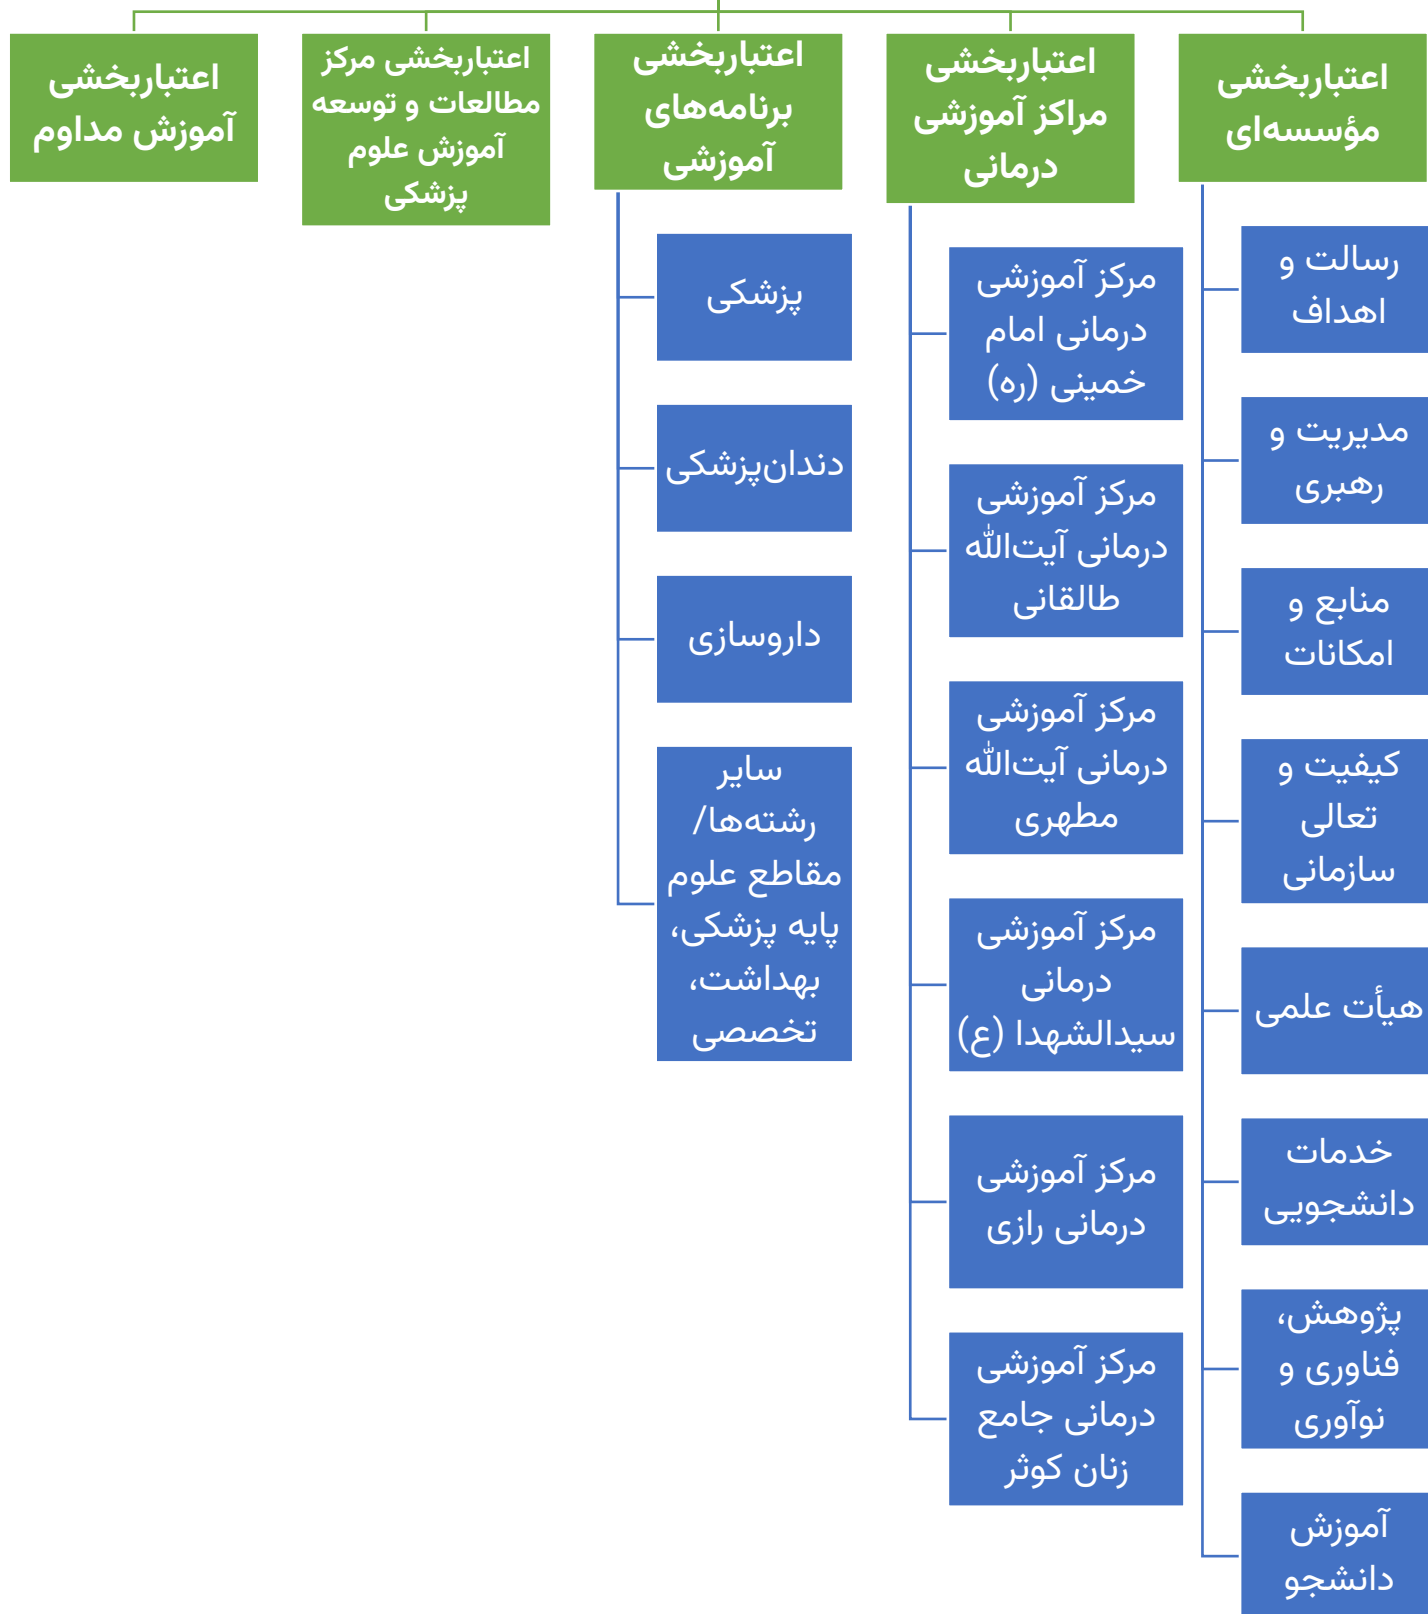 اعتباربخشی
مؤسسه‌ای
رسالت و
اهداف
مدیریت و
رهبری
منابع و
امکانات
کیفیت و
تعالی
سازمانی
هیأت علمی
خدمات
دانشجویی
پژوهش،
فناوری و
نوآوری
آموزش
دانشجو
اعتباربخشی
مراکز آموزشی
درمانی
مرکز آموزشی
درمانی امام
خمینی (ره)
مرکز آموزشی
درمانی آیت‌الله
طالقانی
مرکز آموزشی
درمانی آیت‌الله
مطهری
مرکز آموزشی
درمانی
سیدالشهدا (ع)
مرکز آموزشی
درمانی رازی
مرکز آموزشی
درمانی جامع
زنان کوثر
اعتباربخشی
برنامه‌های
آموزشی
پزشکی
دندان‌پزشکی
داروسازی
سایر
رشته‌ها/
مقاطع علوم
پایه پزشکی،
بهداشت،
تخصصی
اعتباربخشی مرکز
مطالعات و توسعه
آموزش علوم
پزشکی
اعتباربخشی
آموزش مداوم